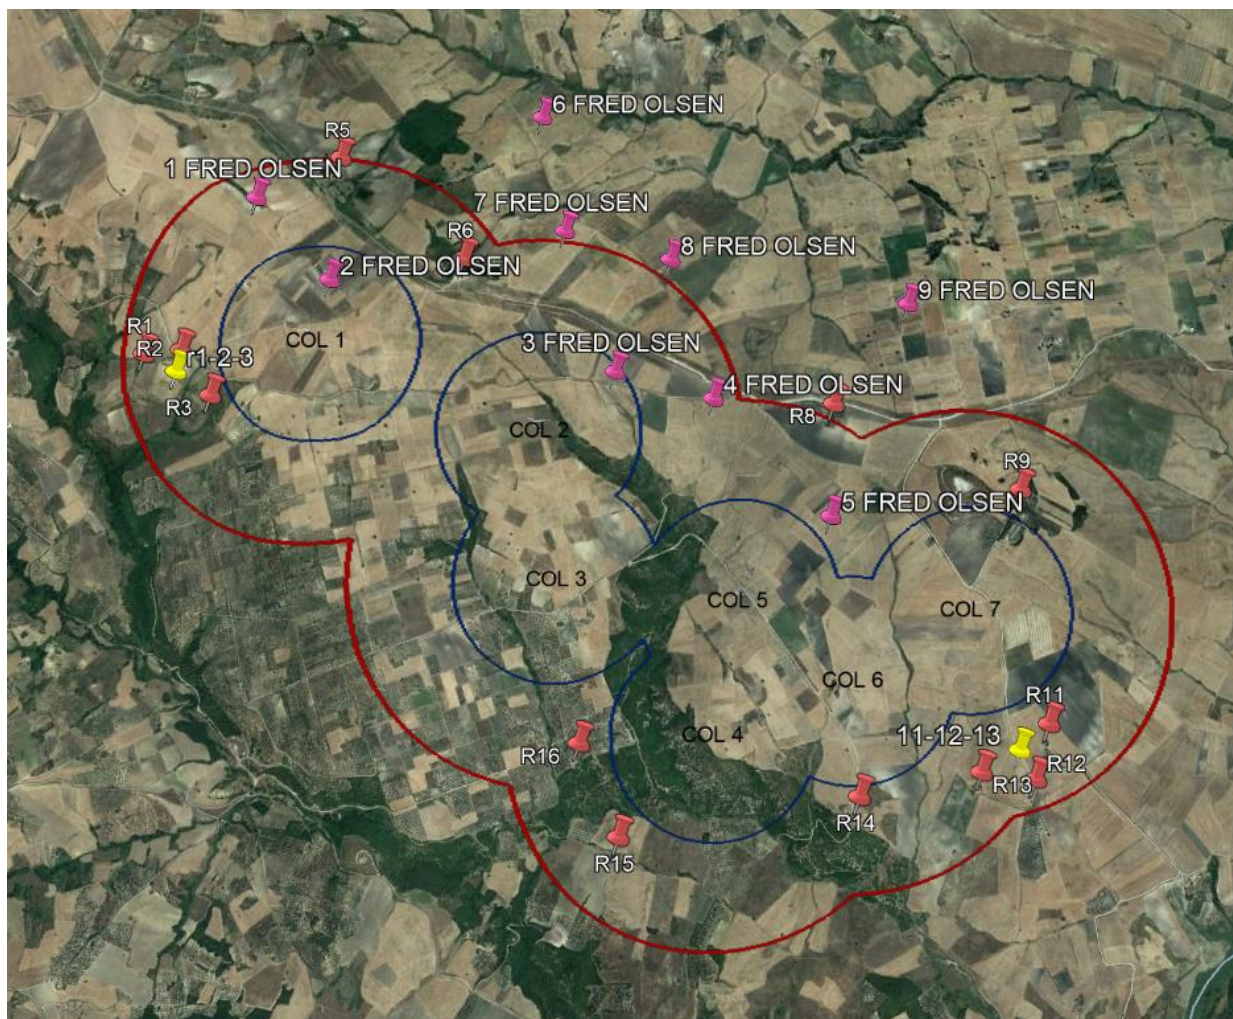 6 FRED OLSEN
R5
1 FRED OLSEN
7 FRED OLSEN
R6
8 FRED OLSEN
2 FRED OLSEN
9 FRED OLSEN
R1
R2
r1-2-3
COL 1
3 FRED OLSEN
R3
4 FRED OLSEN
R8
COL 2
R9
5 FRED OLSEN
COL 3
COL 5
COL 7
COL 6
R11
COL 4
11-12-13
R16
R12
R13
R14
R15